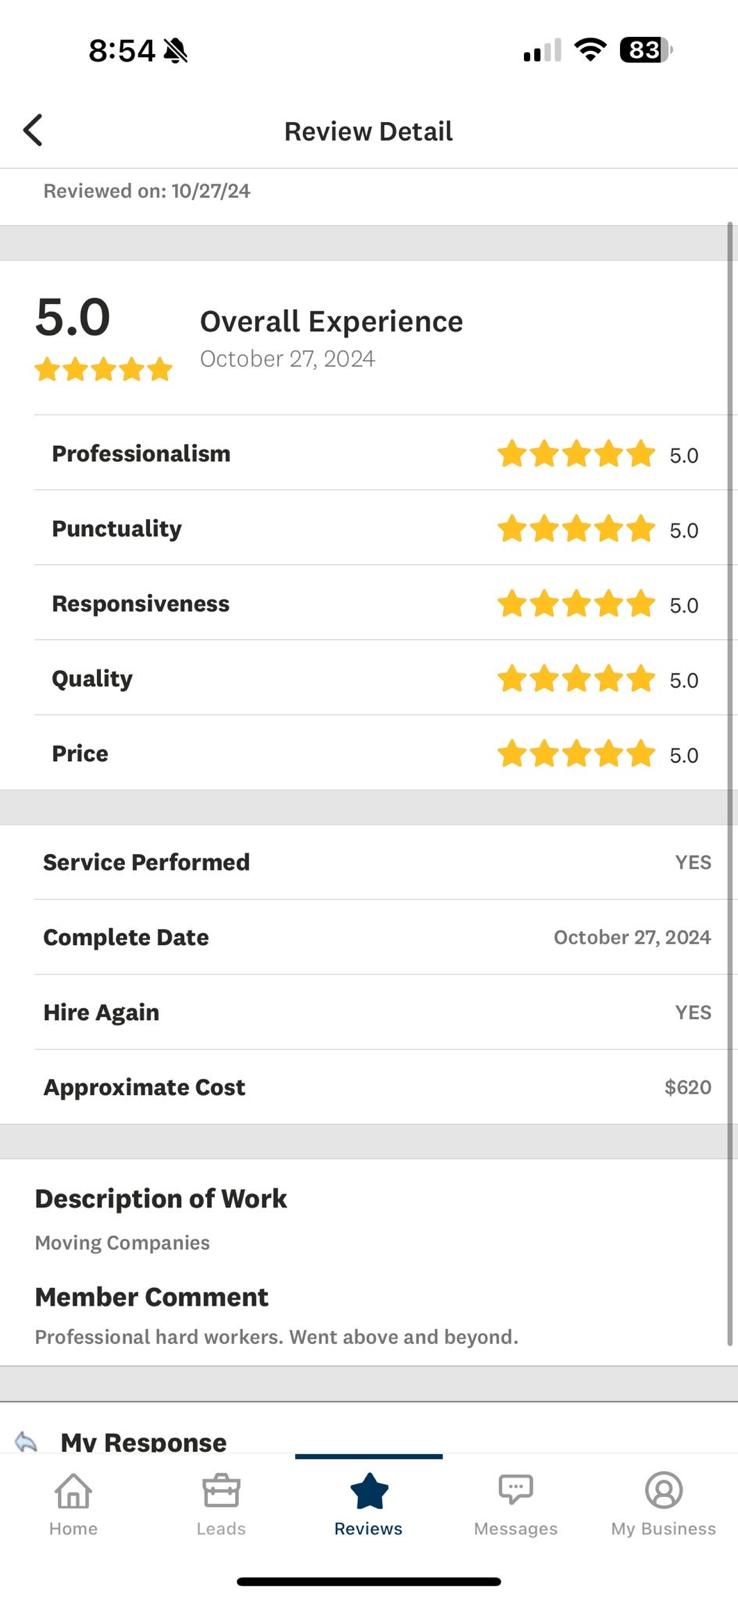 8:54
83
Review Detail
Reviewed on: 10/27/24
5.0
Overall Experience
October 27, 2024
Professionalism 5.0
Punctuality 5.0
Responsiveness 5.0
Quality 5.0
Price 5.0
Service Performed YES
Complete Date October 27, 2024
Hire Again YES
Approximate Cost $620
Description of Work
Moving Companies
Member Comment
Professional hard workers. Went above and beyond.
My Response
Home Leads Reviews Messages My Business